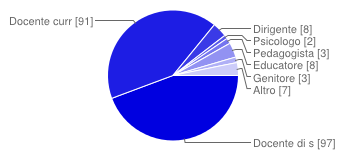 Docente curr [91]
Dirigente [8]
Psicologo [2]
Pedagogista [3]
Educatore [8]
Genitore [3]
Altro [7]
Docente di s [97]